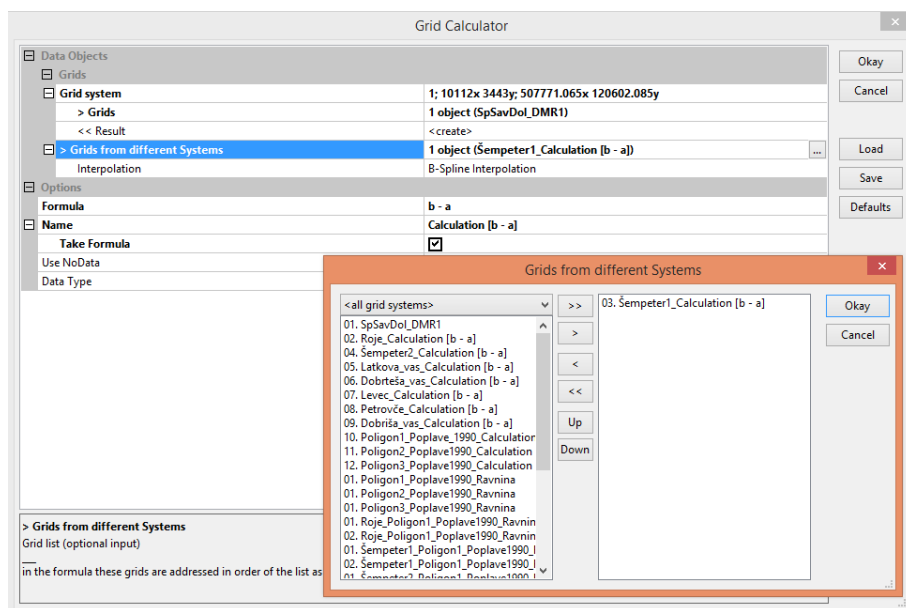 Grid Calculator
Data Objects
Grids
Grid system 1; 10112x 3443y; 507771.065x 120602.085y
> Grids 1 object (SpSavDol_DMR1)
<< Result <create>
> Grids from different Systems 1 object (Šempeter1_Calculation [b - a]) ...
Interpolation B-Spline Interpolation
Options
Formula b - a
Name Calculation [b - a]
Take Formula
Use NoData
Data Type
Okay
Cancel
Load
Save
Defaults
> Grids from different Systems
Grid list (optional input)
in the formula these grids are addressed in order of the list as
Grids from different Systems
<all grid systems>
01. SpSavDol_DMR1
02. Roje_Calculation [b - a]
04. Šempeter2_Calculation [b - a]
05. Latkova_vas_Calculation [b - a]
06. Dobrteša_vas_Calculation [b - a]
07. Levec_Calculation [b - a]
08. Petrovče_Calculation [b - a]
09. Dobriša_vas_Calculation [b - a]
10. Poligon1_Poplave_1990_Calculation
11. Poligon2_Poplave1990_Calculation
12. Poligon3_Poplave1990_Calculation
01. Poligon1_Poplave1990_Ravnina
01. Poligon2_Poplave1990_Ravnina
01. Poligon3_Poplave1990_Ravnina
01. Roje_Poligon1_Poplave1990_Ravnin
02. Roje_Poligon1_Poplave1990_Ravnin
01. Šempeter1_Poligon1_Poplave1990_
02. Šempeter1_Poligon1_Poplave1990_
01. Šempeter2_Poligon1_Poplave1990_
>>
>
<
<<
Up
Down
03. Šempeter1_Calculation [b - a]
Okay
Cancel